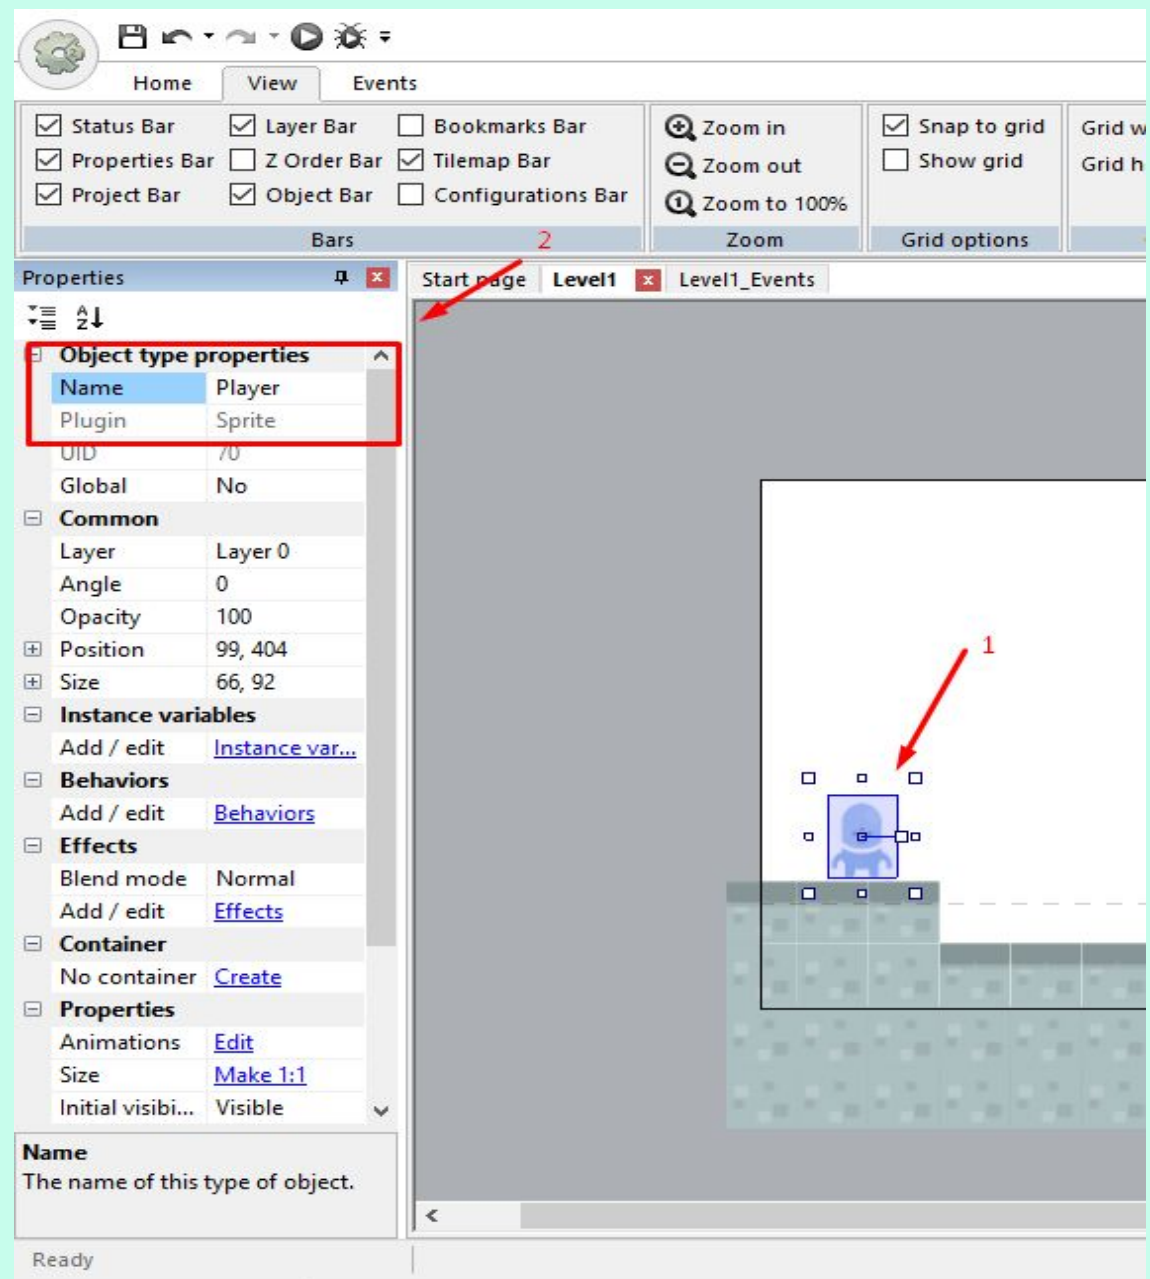 Home View Events
Status Bar Layer Bar Bookmarks Bar Zoom in Snap to grid Grid w
Properties Bar Z Order Bar Tilemap Bar Zoom out Show grid Grid h
Project Bar Object Bar Configurations Bar Zoom to 100%
Bars 2 Zoom Grid options
Properties Start page Level1 Level1_Events
Object type properties
Name Player
Plugin Sprite
UID 70
Global No
Common
Layer Layer 0
Angle 0
Opacity 100
Position 99, 404
1
Size 66, 92
Instance variables
Add / edit Instance var...
Behaviors
Add / edit Behaviors
Effects
Blend mode Normal
Add / edit Effects
Container
No container Create
Properties
Animations Edit
Size Make 1:1
Initial visibi... Visible
Name
The name of this type of object.
Ready